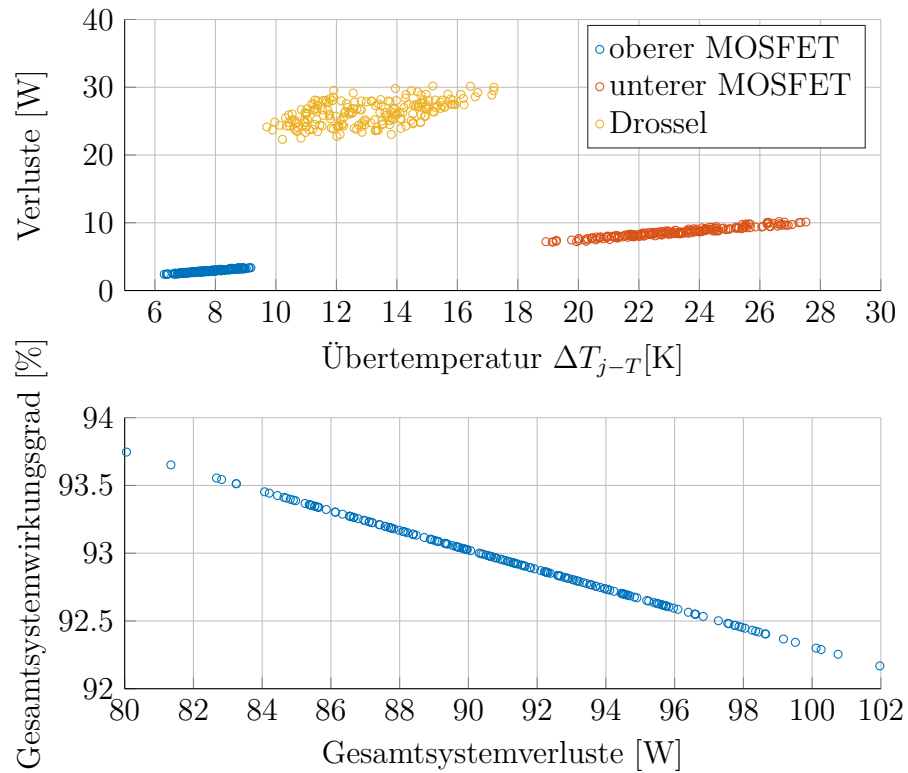 40
30
20
10
0
Verluste [W]
oberer MOSFET
unterer MOSFET
Drossel
6 8 10 12 14 16 18 20 22 24 26 28 30
Übertemperatur ΔT_{j−T}[K]
94
93.5
93
92.5
92
Gesamtsystemwirkungsgrad [%]
80 82 84 86 88 90 92 94 96 98 100 102
Gesamtsystemverluste [W]